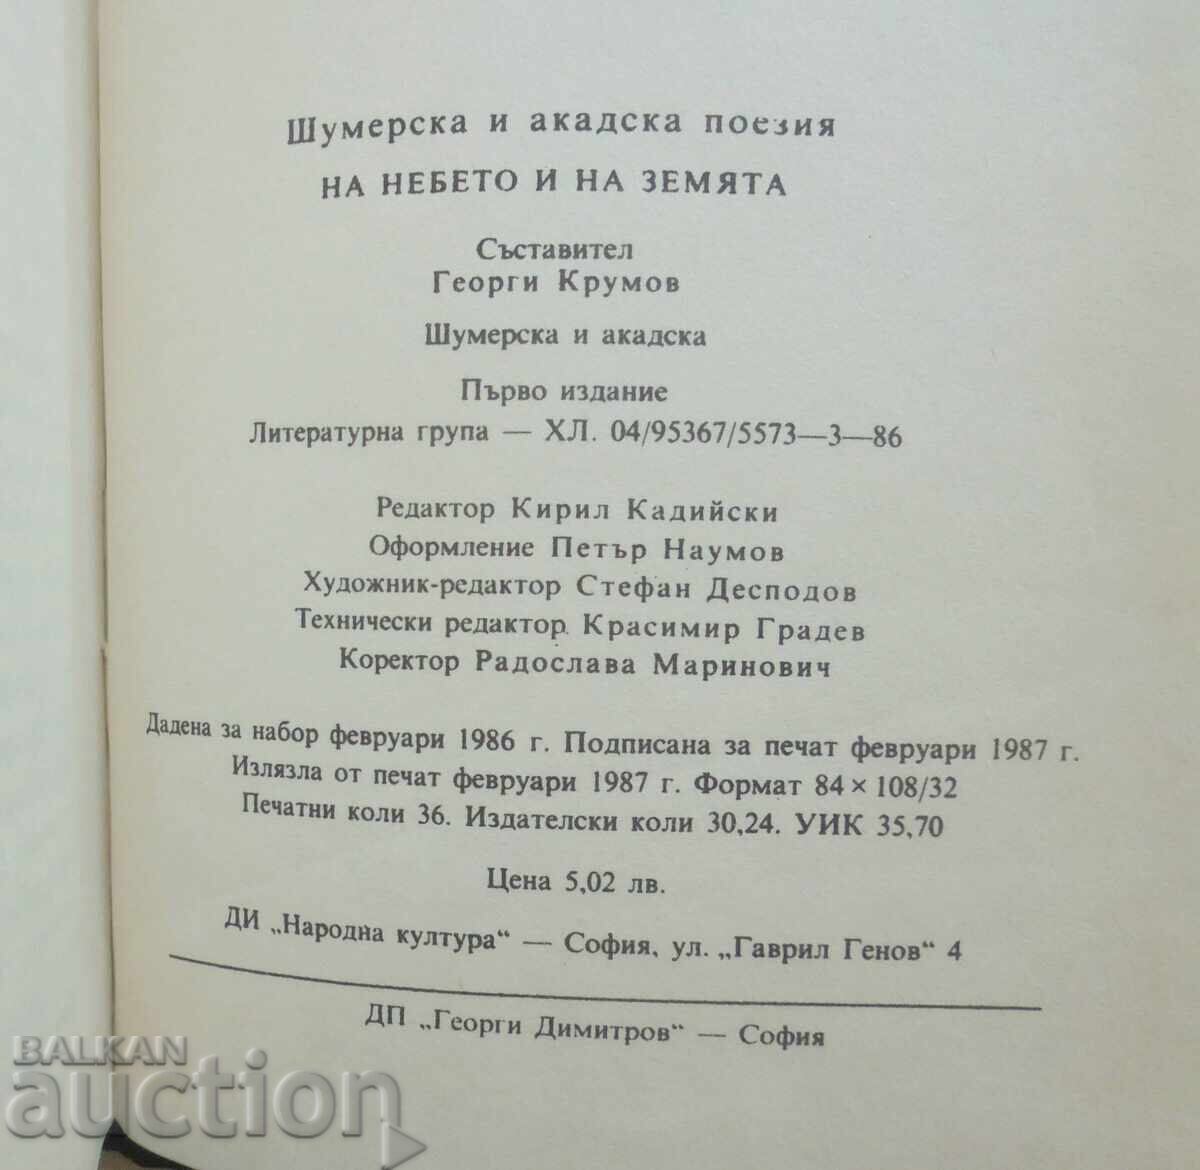 Шумерска и акадска поезия
НА НЕБЕТО И НА ЗЕМЯТА
Съставител
Георги Крумов
Шумерска и акадска
Първо издание
Литературна група — ХЛ. 04/95367/5573—3—86
Редактор Кирил Кадийски
Оформление Петър Наумов
Художник-редактор Стефан Десподов
Технически редактор Красимир Градев
Коректор Радослава Маринович
Дадена за набор февруари 1986 г. Подписана за печат февруари 1987 г.
Излязла от печат февруари 1987 г. Формат 84 × 108/32
Печатни коли 36. Издателски коли 30,24. УИК 35,70
Цена 5,02 лв.
ДИ „Народна култура“ — София, ул. „Гаврил Генов“ 4
ДП „Георги Димитров“ — София
BALKAN
auction